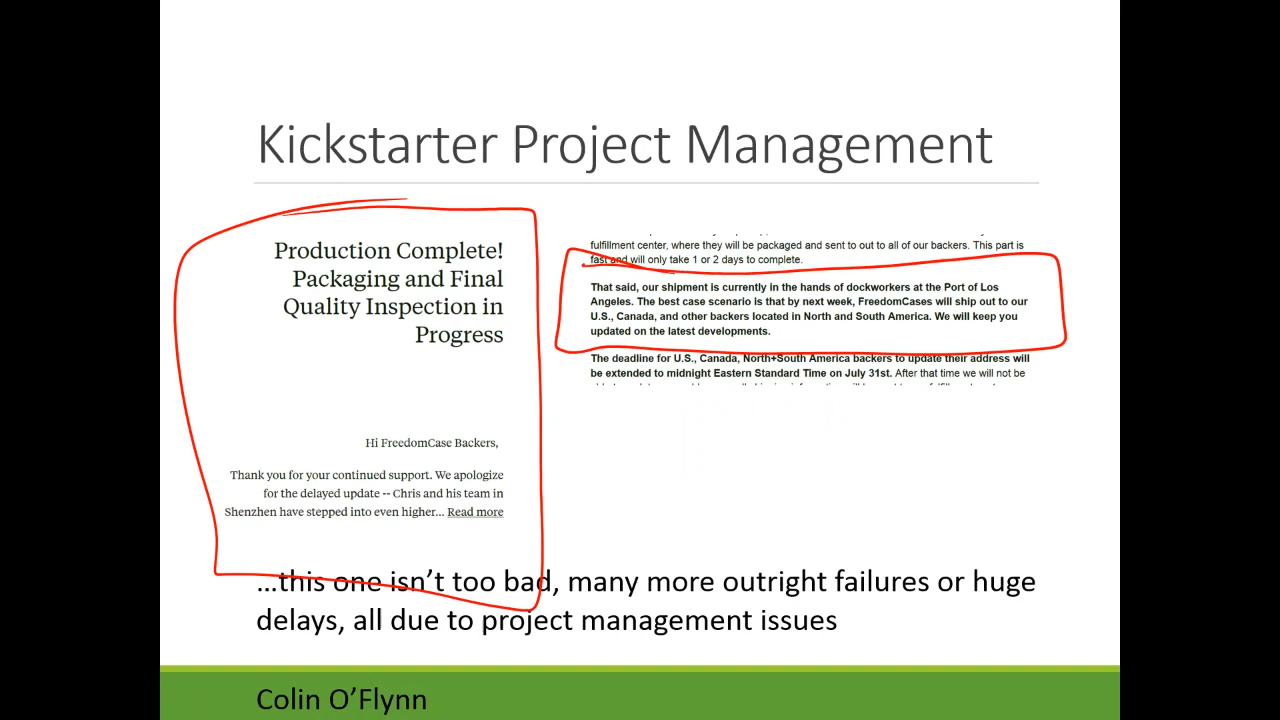 Kickstarter Project Management
Production Complete!
Packaging and Final
Quality Inspection in
Progress
Hi FreedomCase Backers,
Thank you for your continued support. We apologize
for the delayed update -- Chris and his team in
Shenzhen have stepped into even higher... Read more
fulfillment center, where they will be packaged and sent to out to all of our backers. This part is
fast and will only take 1 or 2 days to complete.
That said, our shipment is currently in the hands of dockworkers at the Port of Los
Angeles. The best case scenario is that by next week, FreedomCases will ship out to our
U.S., Canada, and other backers located in North and South America. We will keep you
updated on the latest developments.
The deadline for U.S., Canada, North+South America backers to update their address will
be extended to midnight Eastern Standard Time on July 31st. After that time we will not be
...this one isn't too bad, many more outright failures or huge
delays, all due to project management issues
Colin O'Flynn